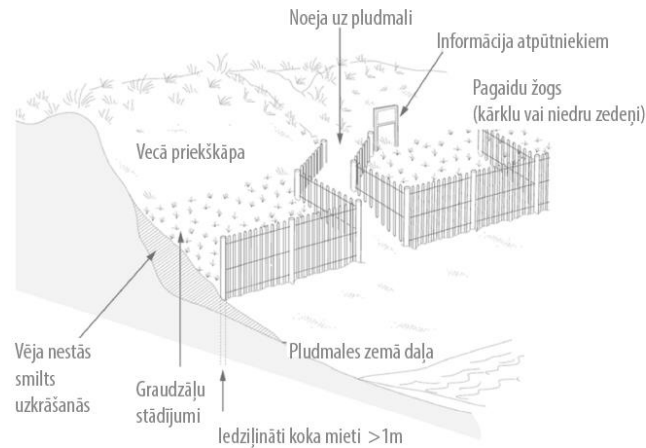 Noeja uz pludmali
Informācija atpūtniekiem
Pagaidu žogs
(kārklu vai niedru zedeņi)
Vecā priekškāpa
Vēja nestās
smilts
uzkrāšanās
Graudzāļu
stādījumi
Pludmales zemā daļa
Iedziļināti koka mieti >1m